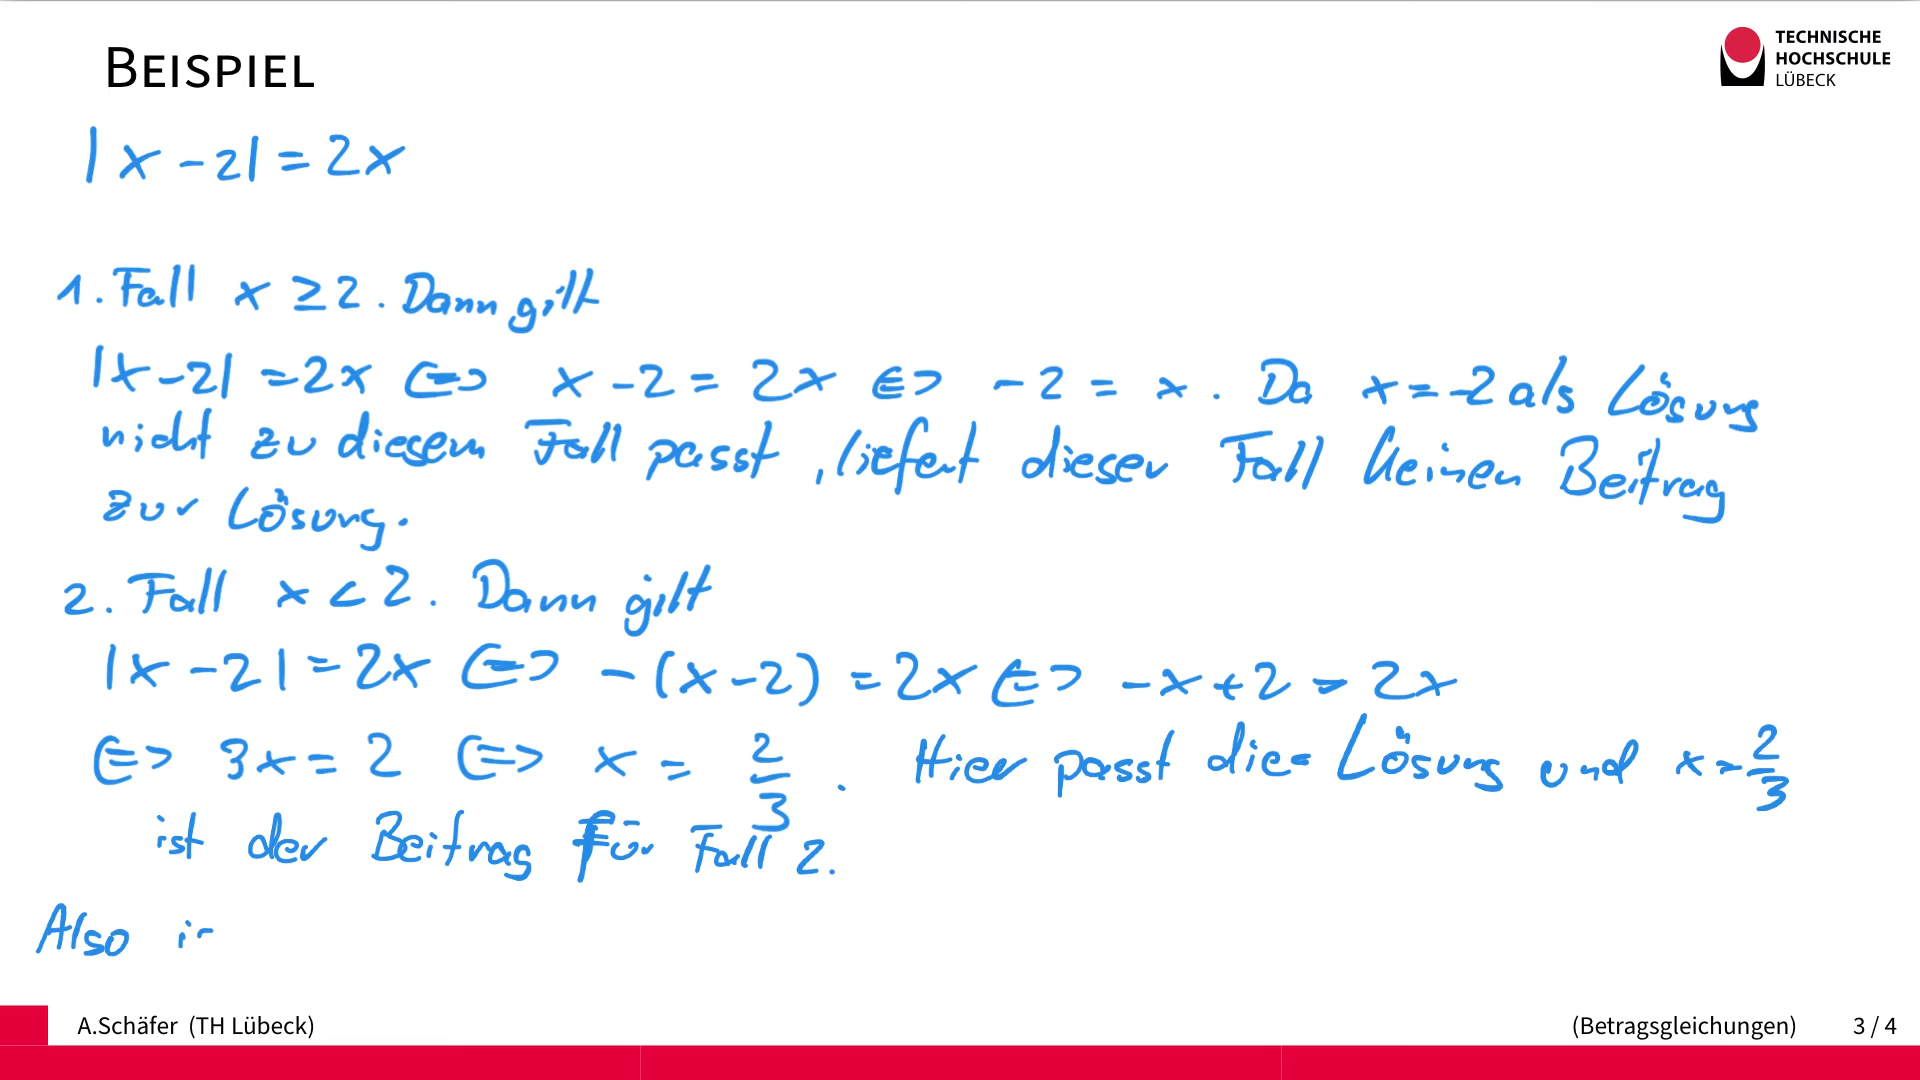 BEISPIEL
TECHNISCHE
HOCHSCHULE
LÜBECK
|x-2| = 2x
1. Fall x ≥ 2. Dann gilt
|x-2| = 2x <=> x-2 = 2x <=> -2 = x. Da x = -2 als Lösung
nicht zu diesem Fall passt, liefert dieser Fall keinen Beitrag
zur Lösung.
2. Fall x < 2. Dann gilt
|x-2| = 2x <=> -(x-2) = 2x <=> -x+2 = 2x
<=> 3x = 2 <=> x = 2/3. Hier passt die Lösung und x = 2/3
ist der Beitrag für Fall 2.
Also i
A.Schäfer (TH Lübeck) (Betragsgleichungen) 3 / 4